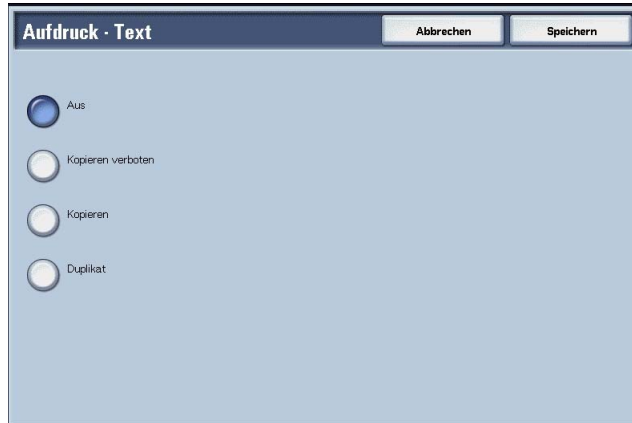 Aufdruck - Text
Abbrechen
Speichern
Aus
Kopieren verboten
Kopieren
Duplikat